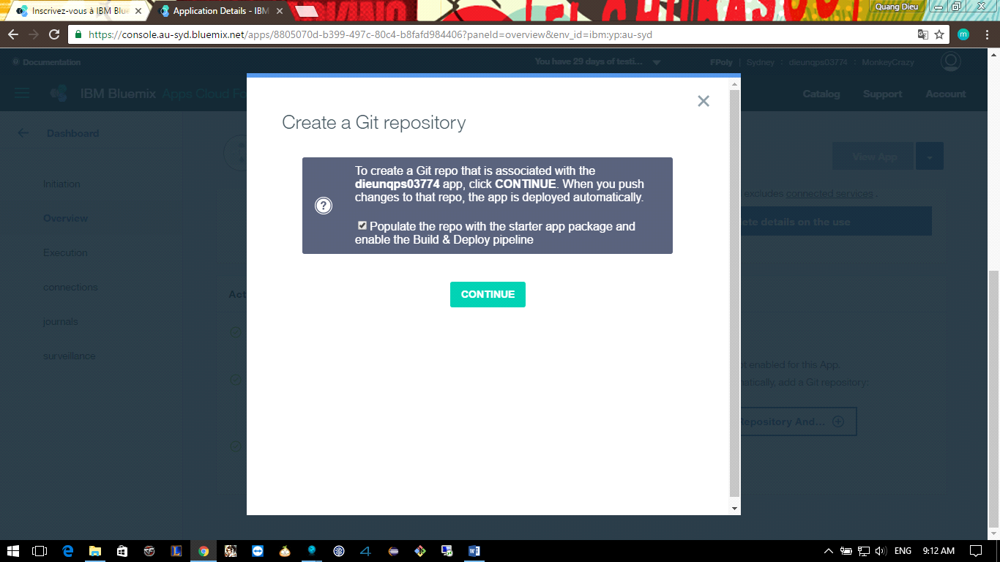 Inscrivez-vous à IBM Blue
Application Details - IBM
Quang Dieu
https://console.au-syd.bluemix.net/apps/8805070d-b399-497c-80c4-b8fafd984406?paneId=overview&env_id=ibm:yp:au-syd
m
Documentation
You have 29 days of testi...
FPoly | Sydney : dieunqps03774 : MonkeyCrazy
IBM Bluemix Apps Cloud Fo
Catalog Support Account
Dashboard
Create a Git repository
View App
To create a Git repo that is associated with the
dieunqps03774 app, click CONTINUE. When you push
changes to that repo, the app is deployed automatically.
Populate the repo with the starter app package and
enable the Build & Deploy pipeline
CONTINUE
Initiation
Overview
Execution
connections
journals
surveillance
excludes connected services .
ete details on the use
Act
ot enabled for this App.
matically, add a Git repository:
Repository And...
ENG 9:12 AM